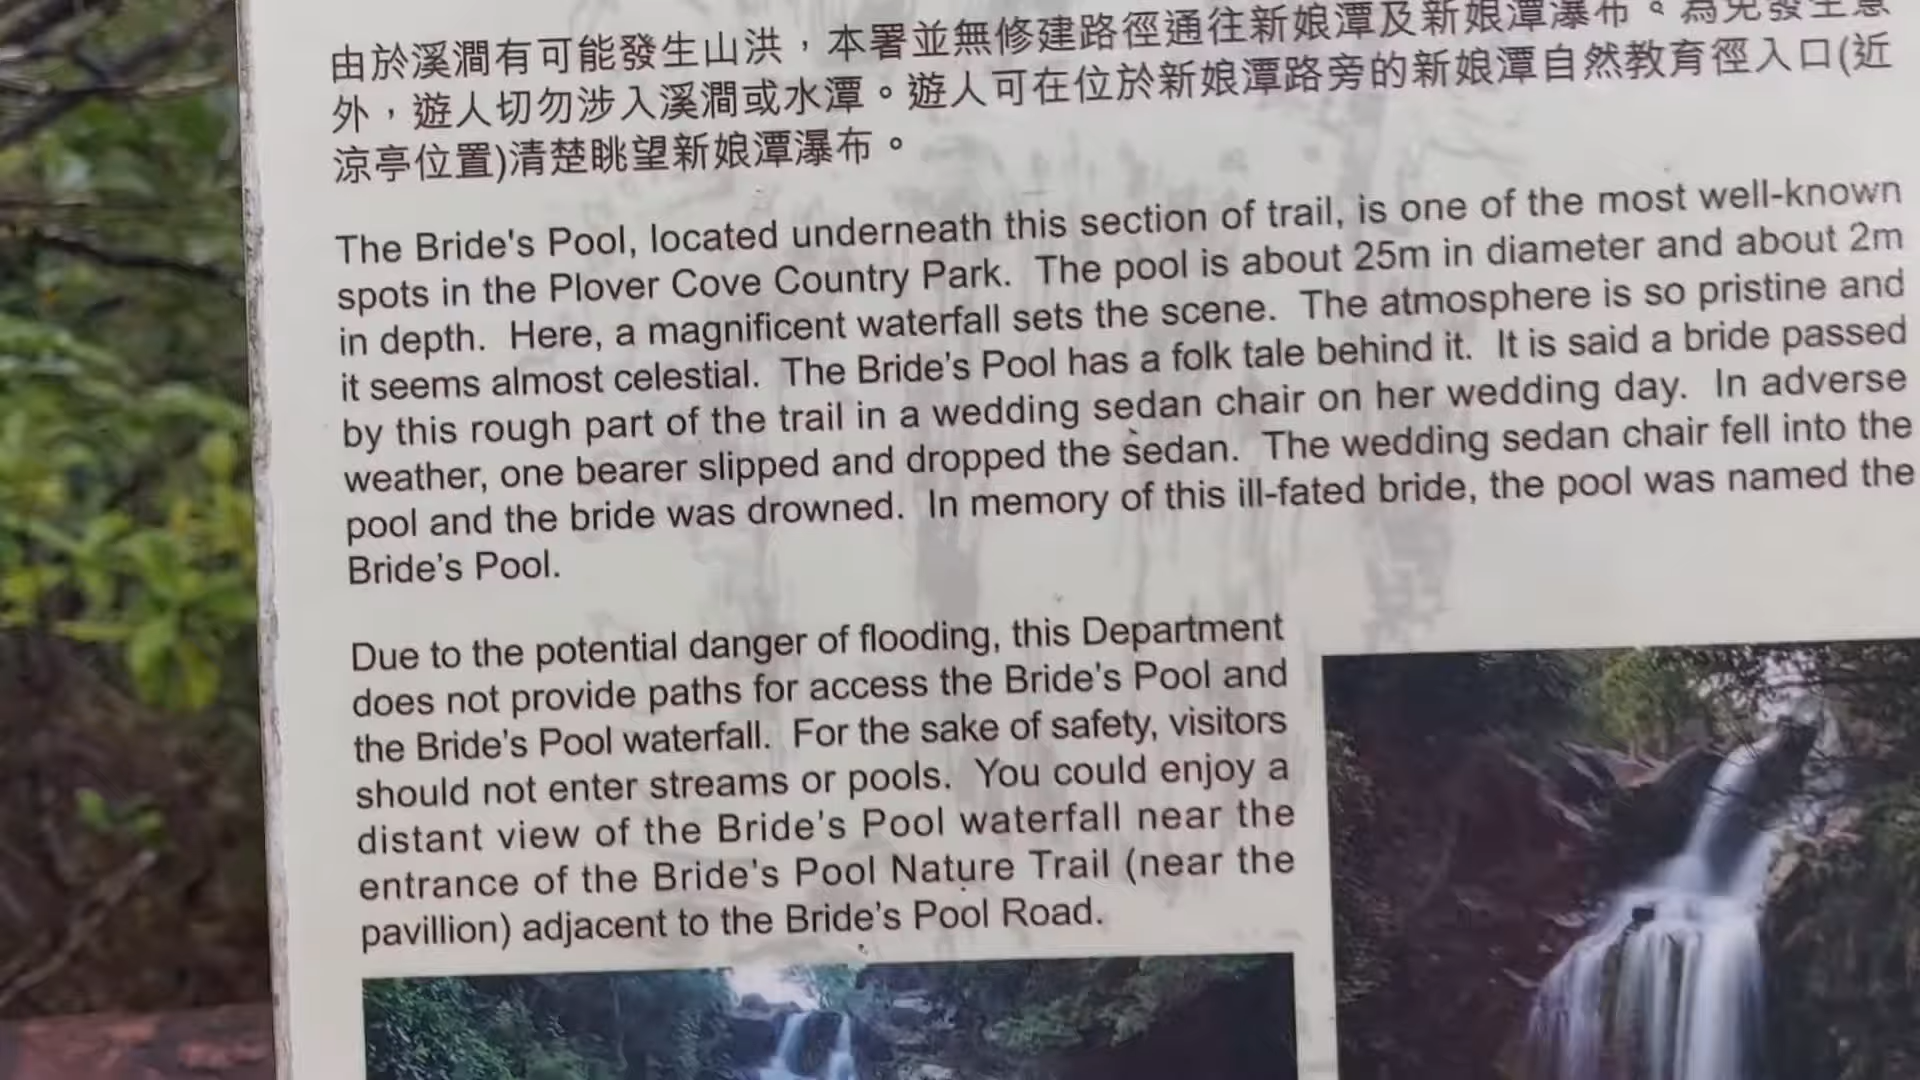 由於溪澗有可能發生山洪，本署並無修建路徑通往新娘潭及新娘潭瀑布。為免發生意
外，遊人切勿涉入溪澗或水潭。遊人可在位於新娘潭路旁的新娘潭自然教育徑入口(近
涼亭位置)清楚眺望新娘潭瀑布。
The Bride's Pool, located underneath this section of trail, is one of the most well-known
spots in the Plover Cove Country Park. The pool is about 25m in diameter and about 2m
in depth. Here, a magnificent waterfall sets the scene. The atmosphere is so pristine and
it seems almost celestial. The Bride's Pool has a folk tale behind it. It is said a bride passed
by this rough part of the trail in a wedding sedan chair on her wedding day. In adverse
weather, one bearer slipped and dropped the sedan. The wedding sedan chair fell into the
pool and the bride was drowned. In memory of this ill-fated bride, the pool was named the
Bride's Pool.
Due to the potential danger of flooding, this Department
does not provide paths for access the Bride's Pool and
the Bride's Pool waterfall. For the sake of safety, visitors
should not enter streams or pools. You could enjoy a
distant view of the Bride's Pool waterfall near the
entrance of the Bride's Pool Nature Trail (near the
pavillion) adjacent to the Bride's Pool Road.